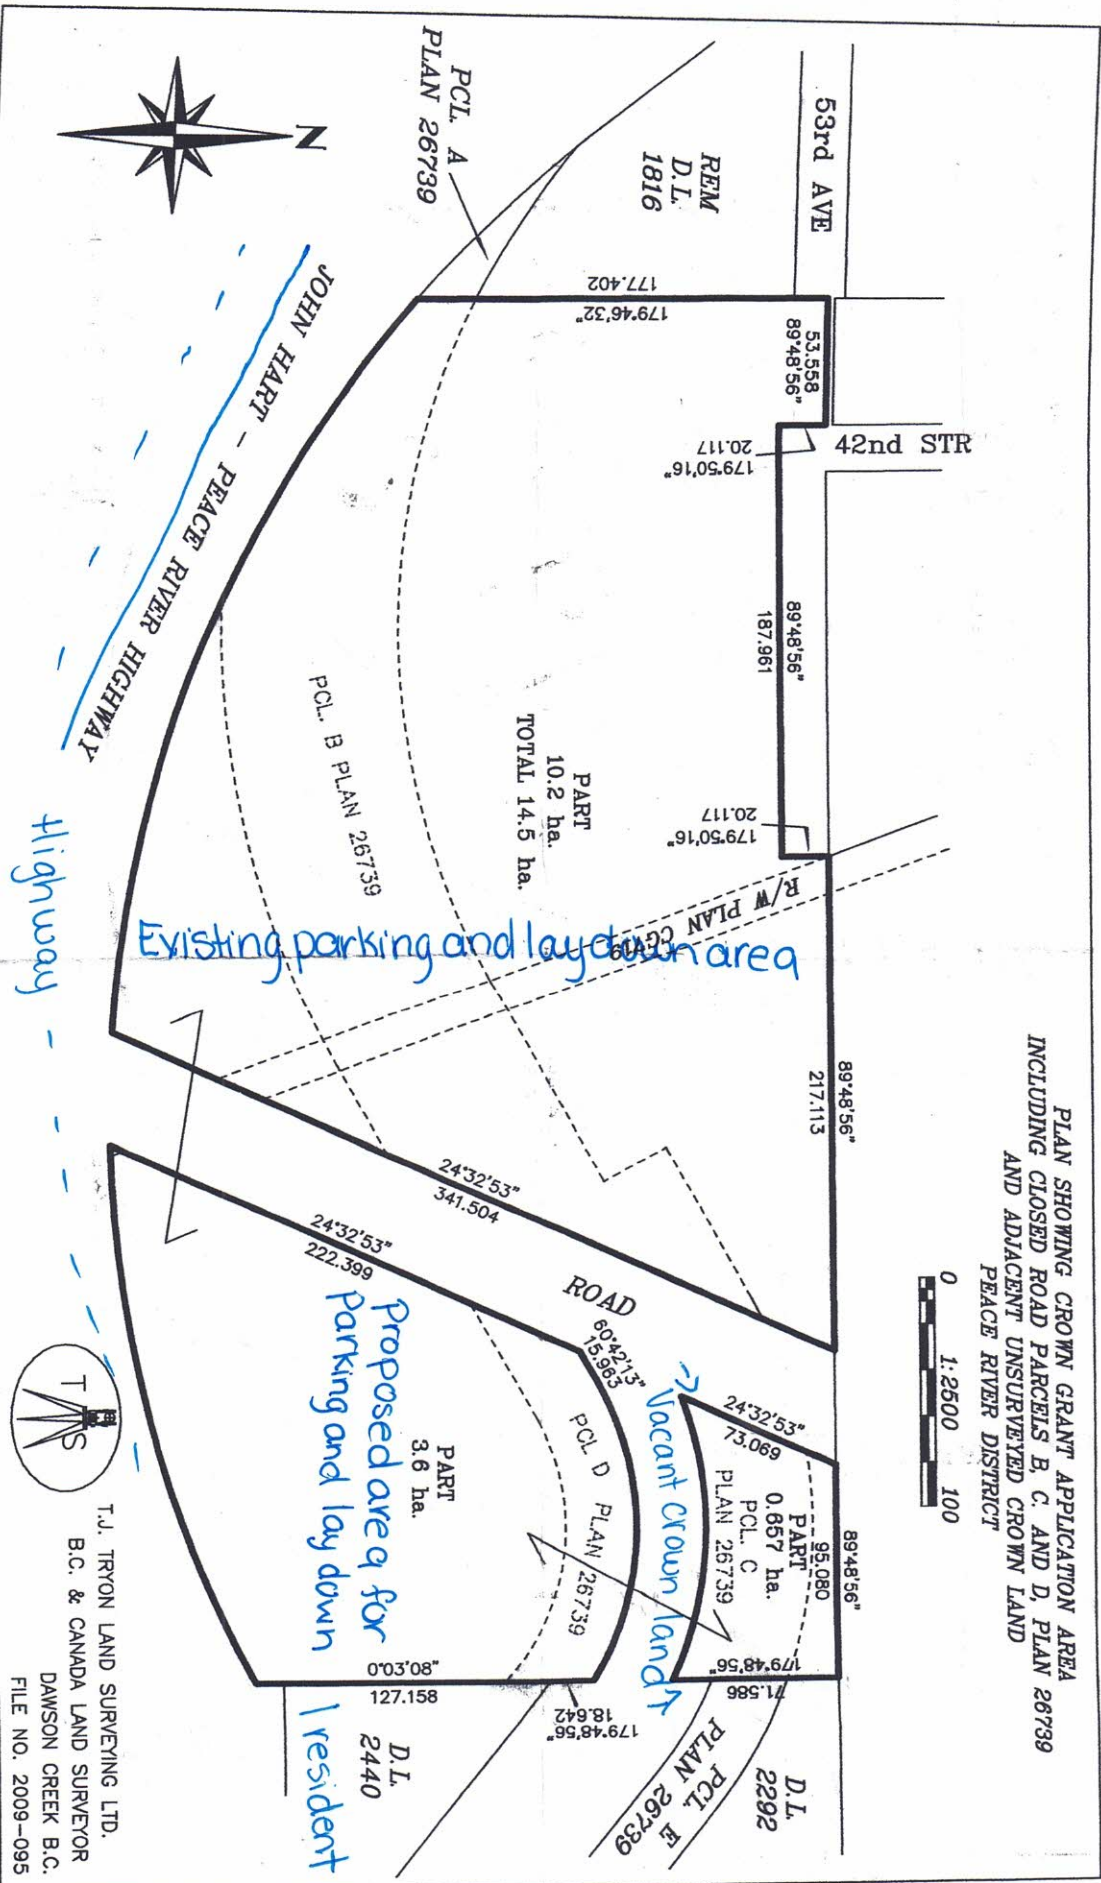 PLAN SHOWING CROWN GRANT APPLICATION AREA
INCLUDING CLOSED ROAD PARCELS B, C, AND D, PLAN 26739
AND ADJACENT UNSURVEYED CROWN LAND
PEACE RIVER DISTRICT
0 1:2500 100
53rd AVE
REM
D.L.
1816
PCL. A
PLAN 26739
N
177.402
179°46'32"
53.558
89°48'56"
42nd STR
20.117
179°50'16"
89°48'56"
187.961
20.117
179°50'16"
R/W PLAN CG419
89°48'56"
217.113
PART
10.2 ha.
TOTAL 14.5 ha.
PCL. B PLAN 26739
JOHN HART - PEACE RIVER HIGHWAY
Highway
Existing parking and lay down area
24°32'53"
341.504
24°32'53"
222.399
ROAD
60°42'13"
15.963
24°32'53"
73.069
89°48'56"
95.080
PART
0.657 ha.
PCL. C
PLAN 26739
179°48'56"
71.586
Vacant crown land
PCL D PLAN 26739
PART
3.6 ha.
Proposed area for
Parking and lay down
0°03'08"
127.158
179°48'56"
18.642
1 resident
D.L.
2440
D.L.
2292
PCL E
PLAN 26739
T S
T.J. TRYON LAND SURVEYING LTD.
B.C. & CANADA LAND SURVEYOR
DAWSON CREEK B.C.
FILE NO. 2009-095